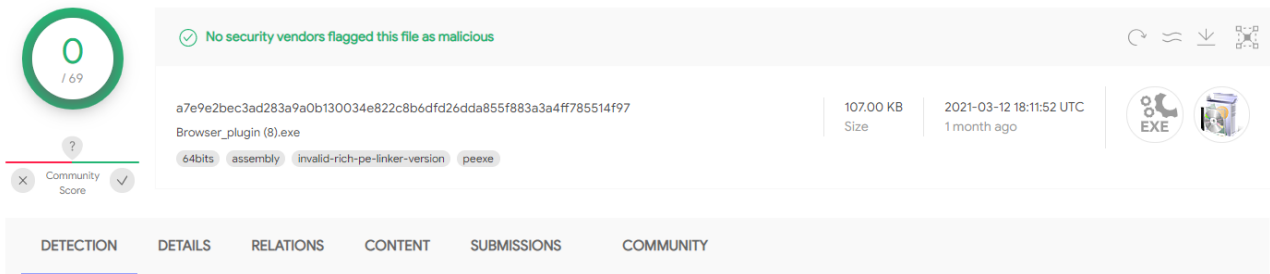 0
/ 69
?
Community
Score
No security vendors flagged this file as malicious
a7e9e2bec3ad283a9a0b130034e822c8b6dfd26dda855f883a3a4ff785514f97
Browser_plugin (8).exe
64bits assembly invalid-rich-pe-linker-version peexe
107.00 KB
Size
2021-03-12 18:11:52 UTC
1 month ago
EXE
DETECTION DETAILS RELATIONS CONTENT SUBMISSIONS COMMUNITY